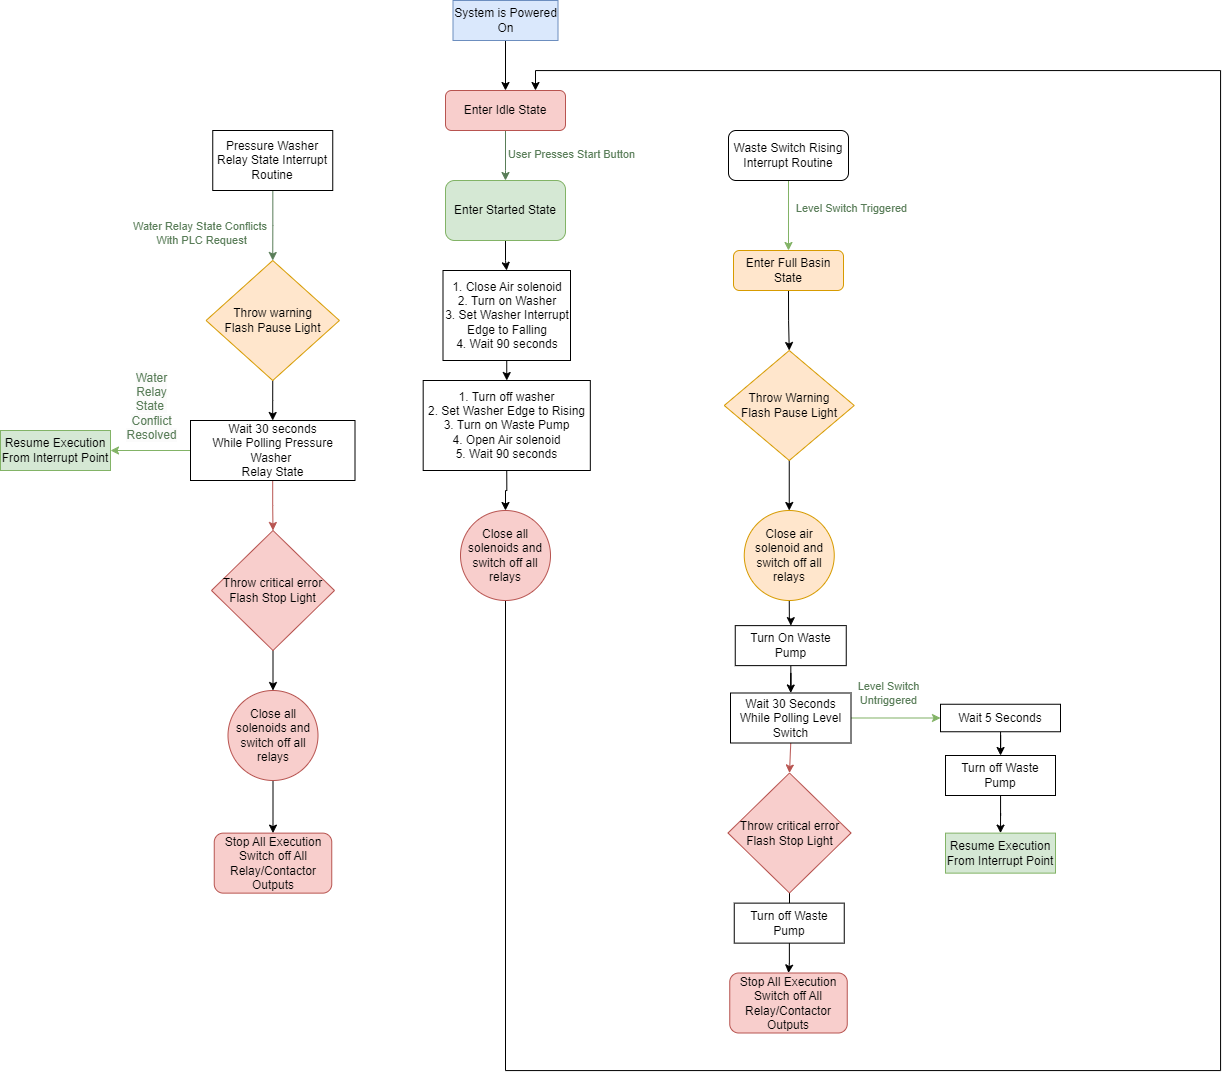 System is Powered
On
Enter Idle State
User Presses Start Button
Enter Started State
1. Close Air solenoid
2. Turn on Washer
3. Set Washer Interrupt
Edge to Falling
4. Wait 90 seconds
1. Turn off washer
2. Set Washer Edge to Rising
3. Turn on Waste Pump
4. Open Air solenoid
5. Wait 90 seconds
Close all
solenoids and
switch off all
relays
Pressure Washer
Relay State Interrupt
Routine
Water Relay State Conflicts
With PLC Request
Throw warning
Flash Pause Light
Wait 30 seconds
While Polling Pressure
Washer
Relay State
Water
Relay
State
Conflict
Resolved
Resume Execution
From Interrupt Point
Throw critical error
Flash Stop Light
Close all
solenoids and
switch off all
relays
Stop All Execution
Switch off All
Relay/Contactor
Outputs
Waste Switch Rising
Interrupt Routine
Level Switch Triggered
Enter Full Basin
State
Throw Warning
Flash Pause Light
Close air
solenoid and
switch off all
relays
Turn On Waste
Pump
Wait 30 Seconds
While Polling Level
Switch
Level Switch
Untriggered
Wait 5 Seconds
Turn off Waste
Pump
Resume Execution
From Interrupt Point
Throw critical error
Flash Stop Light
Turn off Waste
Pump
Stop All Execution
Switch off All
Relay/Contactor
Outputs